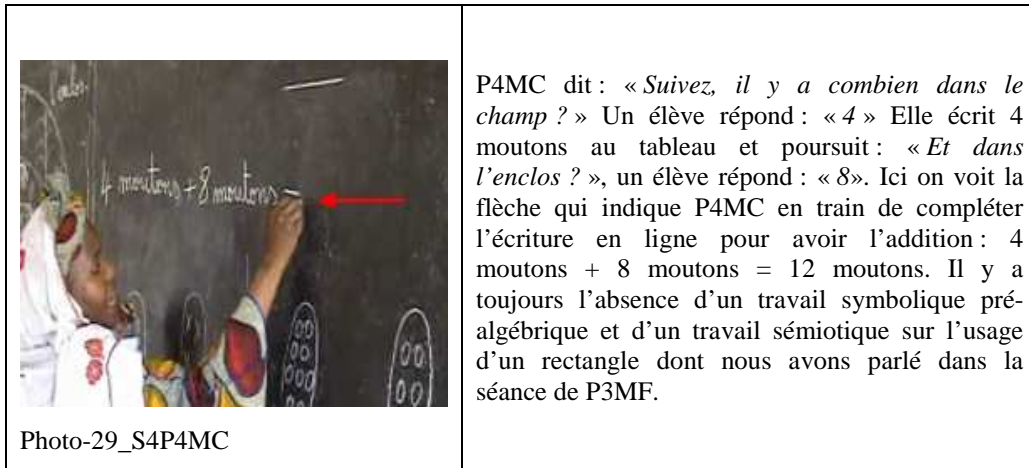 4 moutons + 8 moutons =
Photo-29_S4P4MC
P4MC dit : « Suivez, il y a combien dans le
champ ? » Un élève répond : « 4 » Elle écrit 4
moutons au tableau et poursuit : « Et dans
l’enclos ? », un élève répond : « 8». Ici on voit la
flèche qui indique P4MC en train de compléter
l’écriture en ligne pour avoir l’addition : 4
moutons + 8 moutons = 12 moutons. Il y a
toujours l’absence d’un travail symbolique pré-
algébrique et d’un travail sémiotique sur l’usage
d’un rectangle dont nous avons parlé dans la
séance de P3MF.